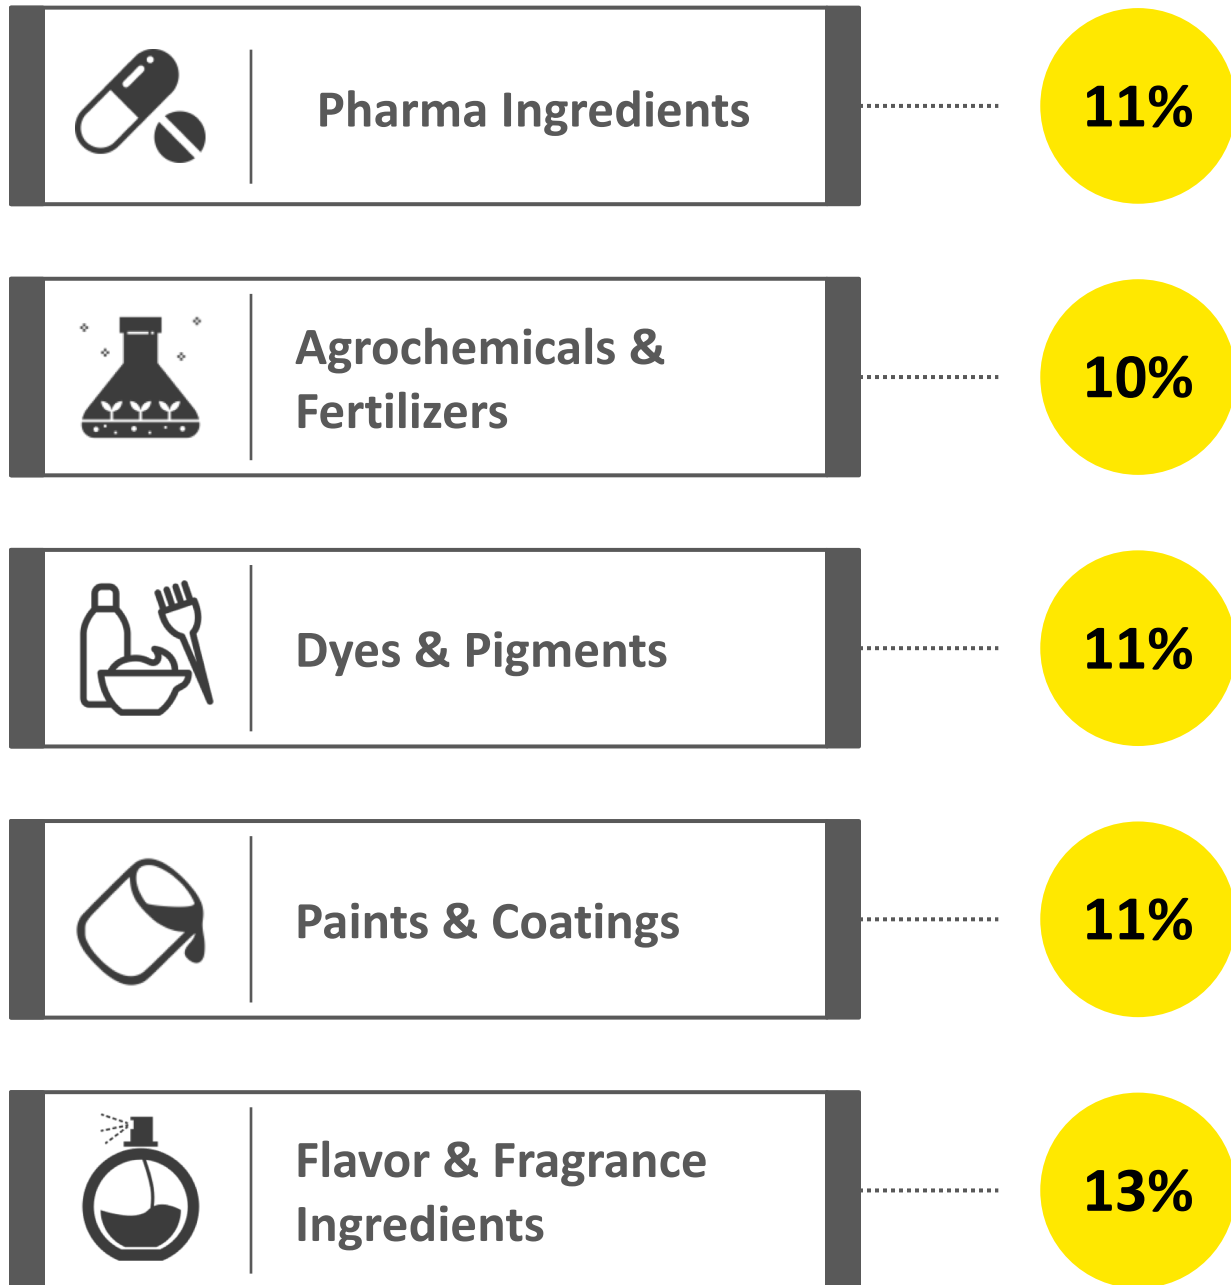 Pharma Ingredients
11%
Agrochemicals &
Fertilizers
10%
Dyes & Pigments
11%
Paints & Coatings
11%
Flavor & Fragrance
Ingredients
13%